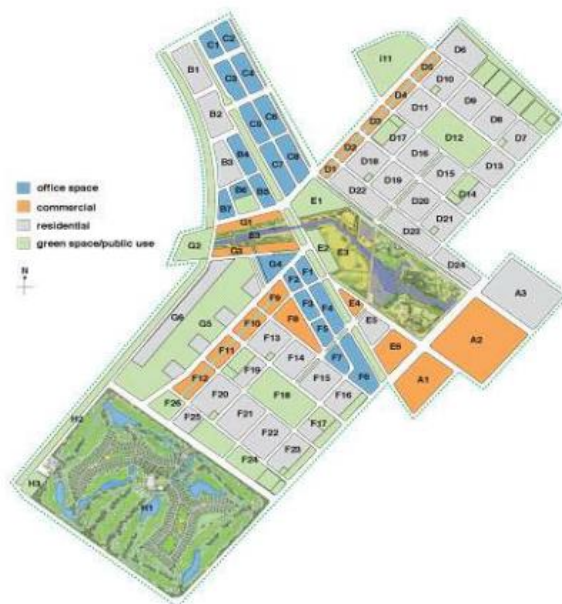 C1
C2
B1
C3
C4
B2
C5
C6
B3
B4
C7
C8
B6
B5
B7
I11
D6
D5
D10
D4
D9
D11
D8
D3
D17
D12
D7
D2
D16
D13
D1
D18
D15
D22
D19
D14
D20
D21
D23
D24
office space
commercial
residential
green space/public use
N
G1
E1
G2
E3
G3
E2
E3
G4
F1
F2
A3
F9
F3
F4
E4
G6
G5
F10
F8
F5
E5
A2
F11
F13
F7
E6
F14
F12
F19
F15
F6
A1
F26
F20
F18
F16
F25
F21
F17
H2
F22
F24
F23
H3
H1